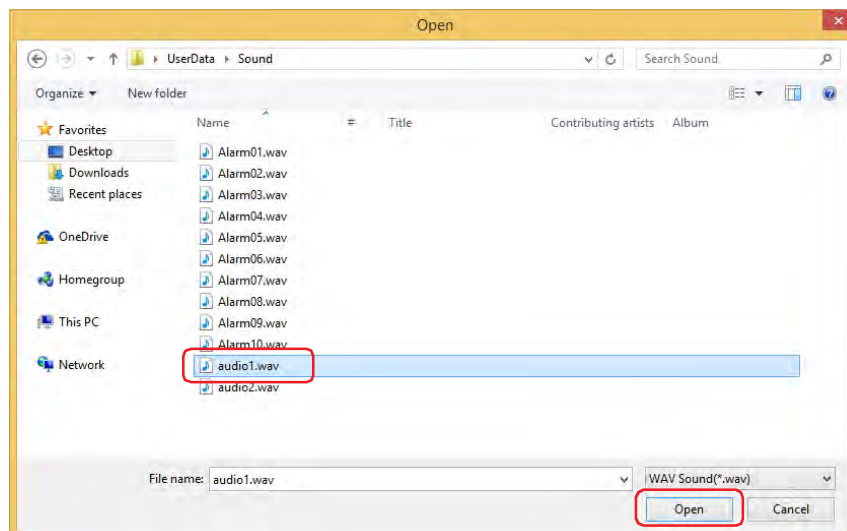 Open
UserData Sound Search Sound
Organize New folder
Name # Title Contributing artists Album
Favorites
Desktop
Downloads
Recent places
OneDrive
Homegroup
This PC
Network
Alarm01.wav
Alarm02.wav
Alarm03.wav
Alarm04.wav
Alarm05.wav
Alarm06.wav
Alarm07.wav
Alarm08.wav
Alarm09.wav
Alarm10.wav
audio1.wav
audio2.wav
File name: audio1.wav WAV Sound(*.wav)
Open Cancel